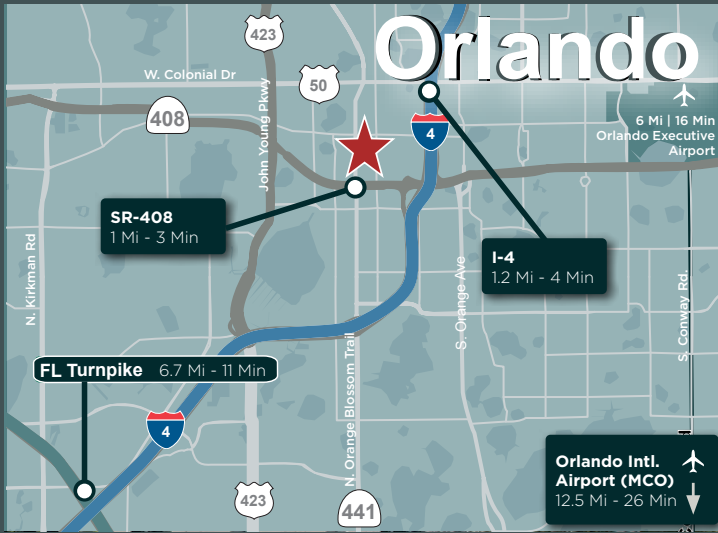 Orlando
423
W. Colonial Dr
50
408
John Young Pkwy
4
6 Mi | 16 Min
Orlando Executive
Airport
SR-408
1 Mi - 3 Min
I-4
1.2 Mi - 4 Min
N. Kirkman Rd
S. Orange Ave
S. Conway Rd.
FL Turnpike 6.7 Mi - 11 Min
N. Orange Blossom Trail
4
Orlando Intl.
Airport (MCO)
12.5 Mi - 26 Min
423
441